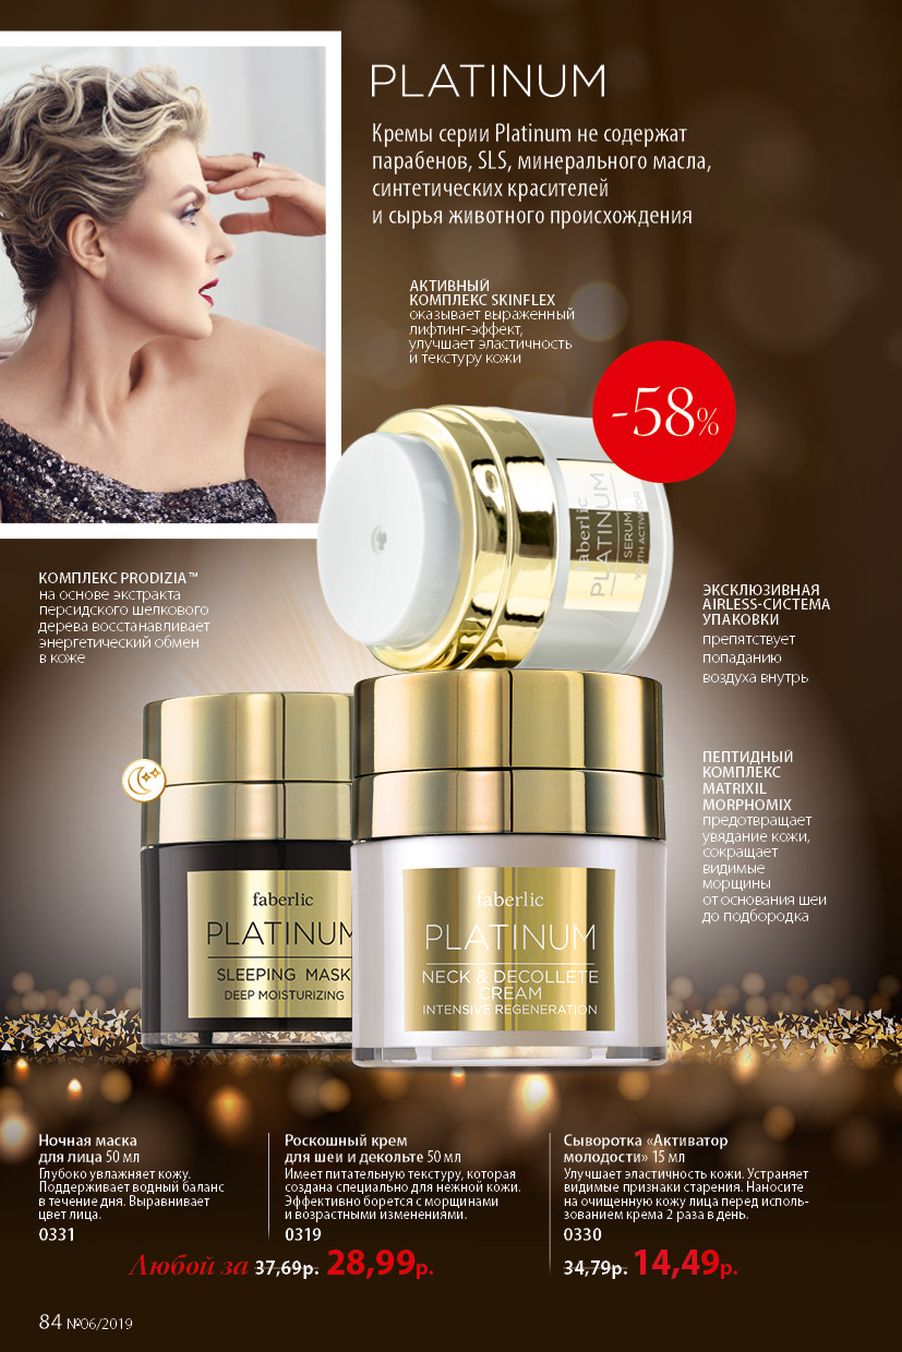 PLATINUM
Кремы серии Platinum не содержат
парабенов, SLS, минерального масла,
синтетических красителей
и сырья животного происхождения
АКТИВНЫЙ
КОМПЛЕКС SKINFLEX
оказывает выраженный
лифтинг-эффект,
улучшает эластичность
и текстуру кожи
-58%
faberlic
PLATINUM
SERUM
YOUTH ACTIVATOR
КОМПЛЕКС PRODIZIA™
на основе экстракта
персидского шелкового
дерева восстанавливает
энергетический обмен
в коже
ЭКСКЛЮЗИВНАЯ
AIRLESS-СИСТЕМА
УПАКОВКИ
препятствует
попаданию
воздуха внутрь
ПЕПТИДНЫЙ
КОМПЛЕКС
MATRIXIL
MORPHOMIX
предотвращает
увядание кожи,
сокращает
видимые
морщины
от основания шеи
до подбородка
faberlic
PLATINUM
SLEEPING MASK
DEEP MOISTURIZING
faberlic
PLATINUM
NECK & DECOLLETE
CREAM
INTENSIVE REGENERATION
Ночная маска
для лица 50 мл
Глубоко увлажняет кожу.
Поддерживает водный баланс
в течение дня. Выравнивает
цвет лица.
0331
Роскошный крем
для шеи и декольте 50 мл
Имеет питательную текстуру, которая
создана специально для нежной кожи.
Эффективно борется с морщинами
и возрастными изменениями.
0319
Любой за 37,69р. 28,99р.
Сыворотка «Активатор
молодости» 15 мл
Улучшает эластичность кожи. Устраняет
видимые признаки старения. Наносите
на очищенную кожу лица перед исполь-
зованием крема 2 раза в день.
0330
34,79р. 14,49р.
84 №06/2019